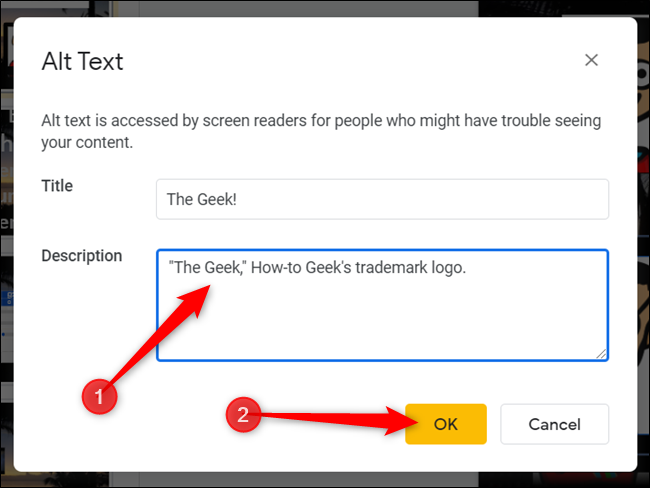 Alt Text
Alt text is accessed by screen readers for people who might have trouble seeing
your content.
Title
The Geek!
Description
"The Geek," How-to Geek's trademark logo.
1
2
OK
Cancel